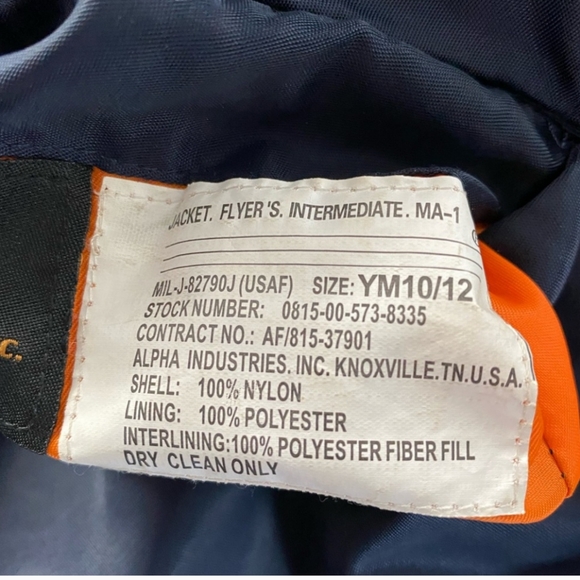 JACKET. FLYER'S. INTERMEDIATE. MA-1
MIL-J-82790J (USAF) SIZE: YM10/12
STOCK NUMBER: 0815-00-573-8335
CONTRACT NO.: AF/815-37901
ALPHA INDUSTRIES. INC. KNOXVILLE.TN.U.S.A.
SHELL: 100% NYLON
LINING: 100% POLYESTER
INTERLINING:100% POLYESTER FIBER FILL
DRY CLEAN ONLY
c.